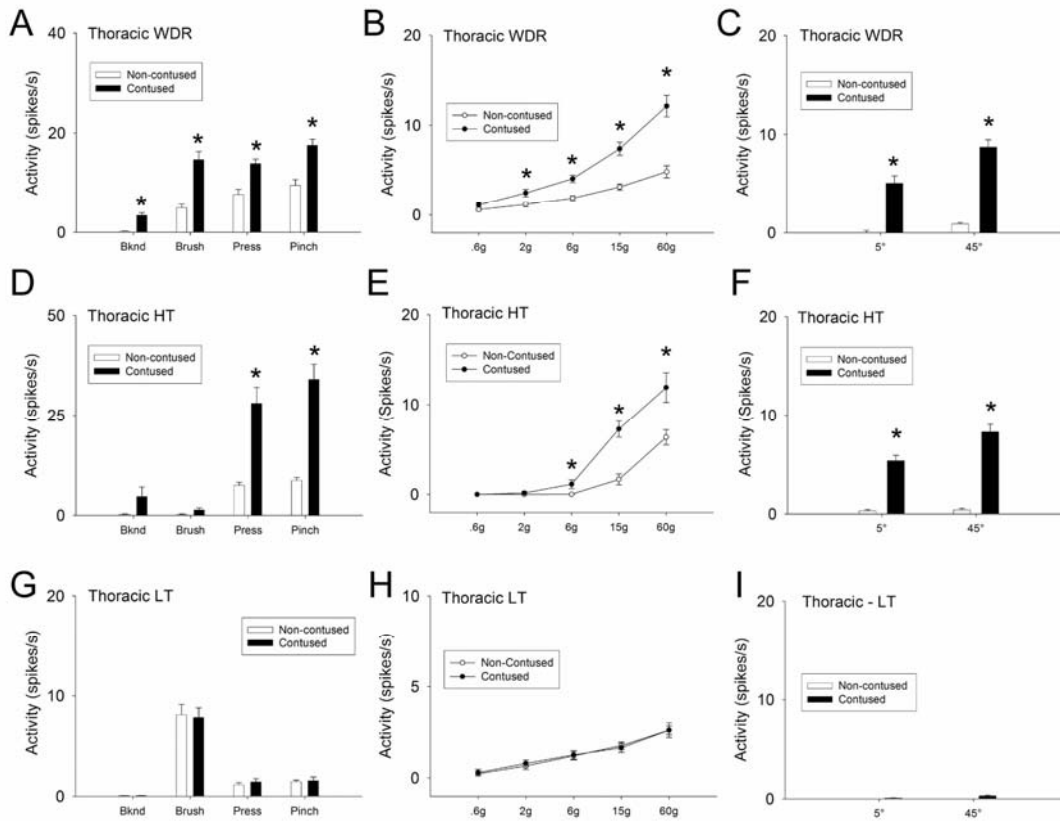 A
Thoracic WDR
Activity (spikes/s)
40
20
0
Non-contused
Contused
*
*
*
*
Bknd Brush Press Pinch
B
Thoracic WDR
Activity (spikes/s)
20
10
0
Non-contused
Contused
*
*
*
*
.6g 2g 6g 15g 60g
C
Thoracic WDR
Activity (spikes/s)
20
10
0
Non-contused
Contused
*
*
5° 45°
D
Thoracic HT
Activity (spikes/s)
50
25
0
Non-contused
Contused
*
*
Bknd Brush Press Pinch
E
Thoracic HT
Activity (Spikes/s)
20
10
0
Non-Contused
Contused
*
*
*
.6g 2g 6g 15g 60g
F
Thoracic HT
Activity (Spikes/s)
20
10
0
Non-contused
Contused
*
*
5° 45°
G
Thoracic LT
Activity (spikes/s)
20
10
0
Non-contused
Contused
Bknd Brush Press Pinch
H
Thoracic LT
Activity (spikes/s)
10
5
0
Non-Contused
Contused
.6g 2g 6g 15g 60g
I
Thoracic - LT
Activity (spikes/s)
20
10
0
Non-contused
Contused
5° 45°